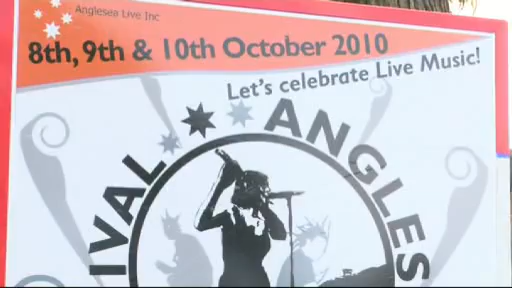 Anglesea Live Inc
8th, 9th & 10th October 2010
Let's celebrate Live Music!
IVAL ANGLES